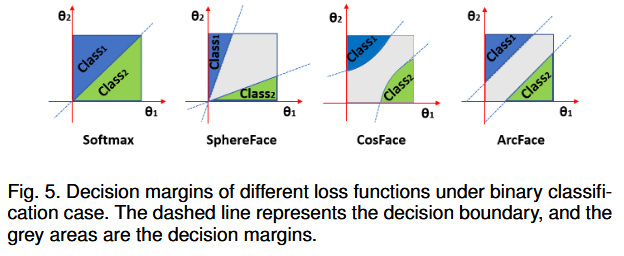 θ2 θ2 θ2 θ2
Class1 Class1 Class1 Class1
Class2 Class2 Class2 Class2
θ1 θ1 θ1 θ1
Softmax SphereFace CosFace ArcFace
Fig. 5. Decision margins of different loss functions under binary classifi-
cation case. The dashed line represents the decision boundary, and the
grey areas are the decision margins.